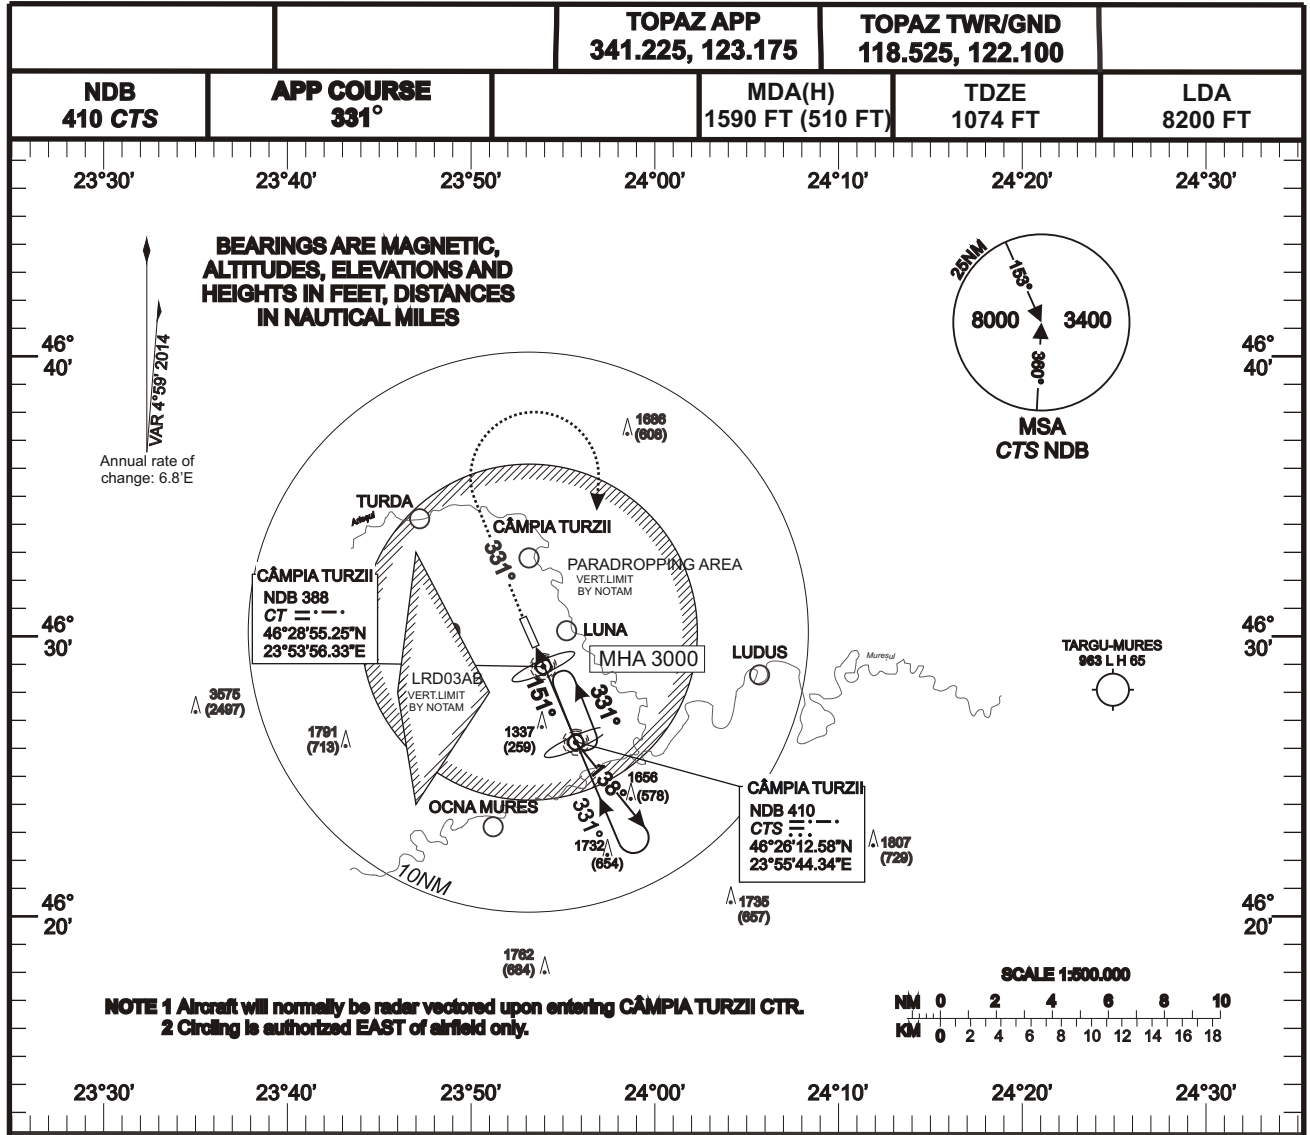 TOPAZ APP
341.225, 123.175
TOPAZ TWR/GND
118.525, 122.100
NDB
410 CTS
APP COURSE
331°
MDA(H)
1590 FT (510 FT)
TDZE
1074 FT
LDA
8200 FT
23°30' 23°40' 23°50' 24°00' 24°10' 24°20' 24°30'
BEARINGS ARE MAGNETIC,
ALTITUDES, ELEVATIONS AND
HEIGHTS IN FEET, DISTANCES
IN NAUTICAL MILES
25NM
153°
8000 3400
360°
MSA
CTS NDB
46°
40'
46°
40'
VAR 4°59' 2014
Annual rate of
change: 6.8'E
1686
(608)
TURDA
CÂMPIA TURZII
331°
PARADROPPING AREA
VERT.LIMIT
BY NOTAM
CÂMPIA TURZII
NDB 388
CT
46°28'55.25"N
23°53'56.33"E
46°
30'
46°
30'
LUNA
MHA 3000
LUDUS
Mureșul
TARGU-MURES
963 L H 65
LRD03AB
VERT.LIMIT
BY NOTAM
151°
331°
3575
(2497)
1791
(713)
1337
(259)
138°
1656
(578)
331°
1732
(654)
OCNA MURES
CÂMPIA TURZII
NDB 410
CTS
46°26'12.58"N
23°55'44.34"E
1807
(729)
10NM
1735
(657)
46°
20'
46°
20'
1762
(684)
SCALE 1:500.000
NM 0 2 4 6 8 10
KM 0 2 4 6 8 10 12 14 16 18
NOTE 1 Aircraft will normally be radar vectored upon entering CÂMPIA TURZII CTR.
2 Circling is authorized EAST of airfield only.
23°30' 23°40' 23°50' 24°00' 24°10' 24°20' 24°30'